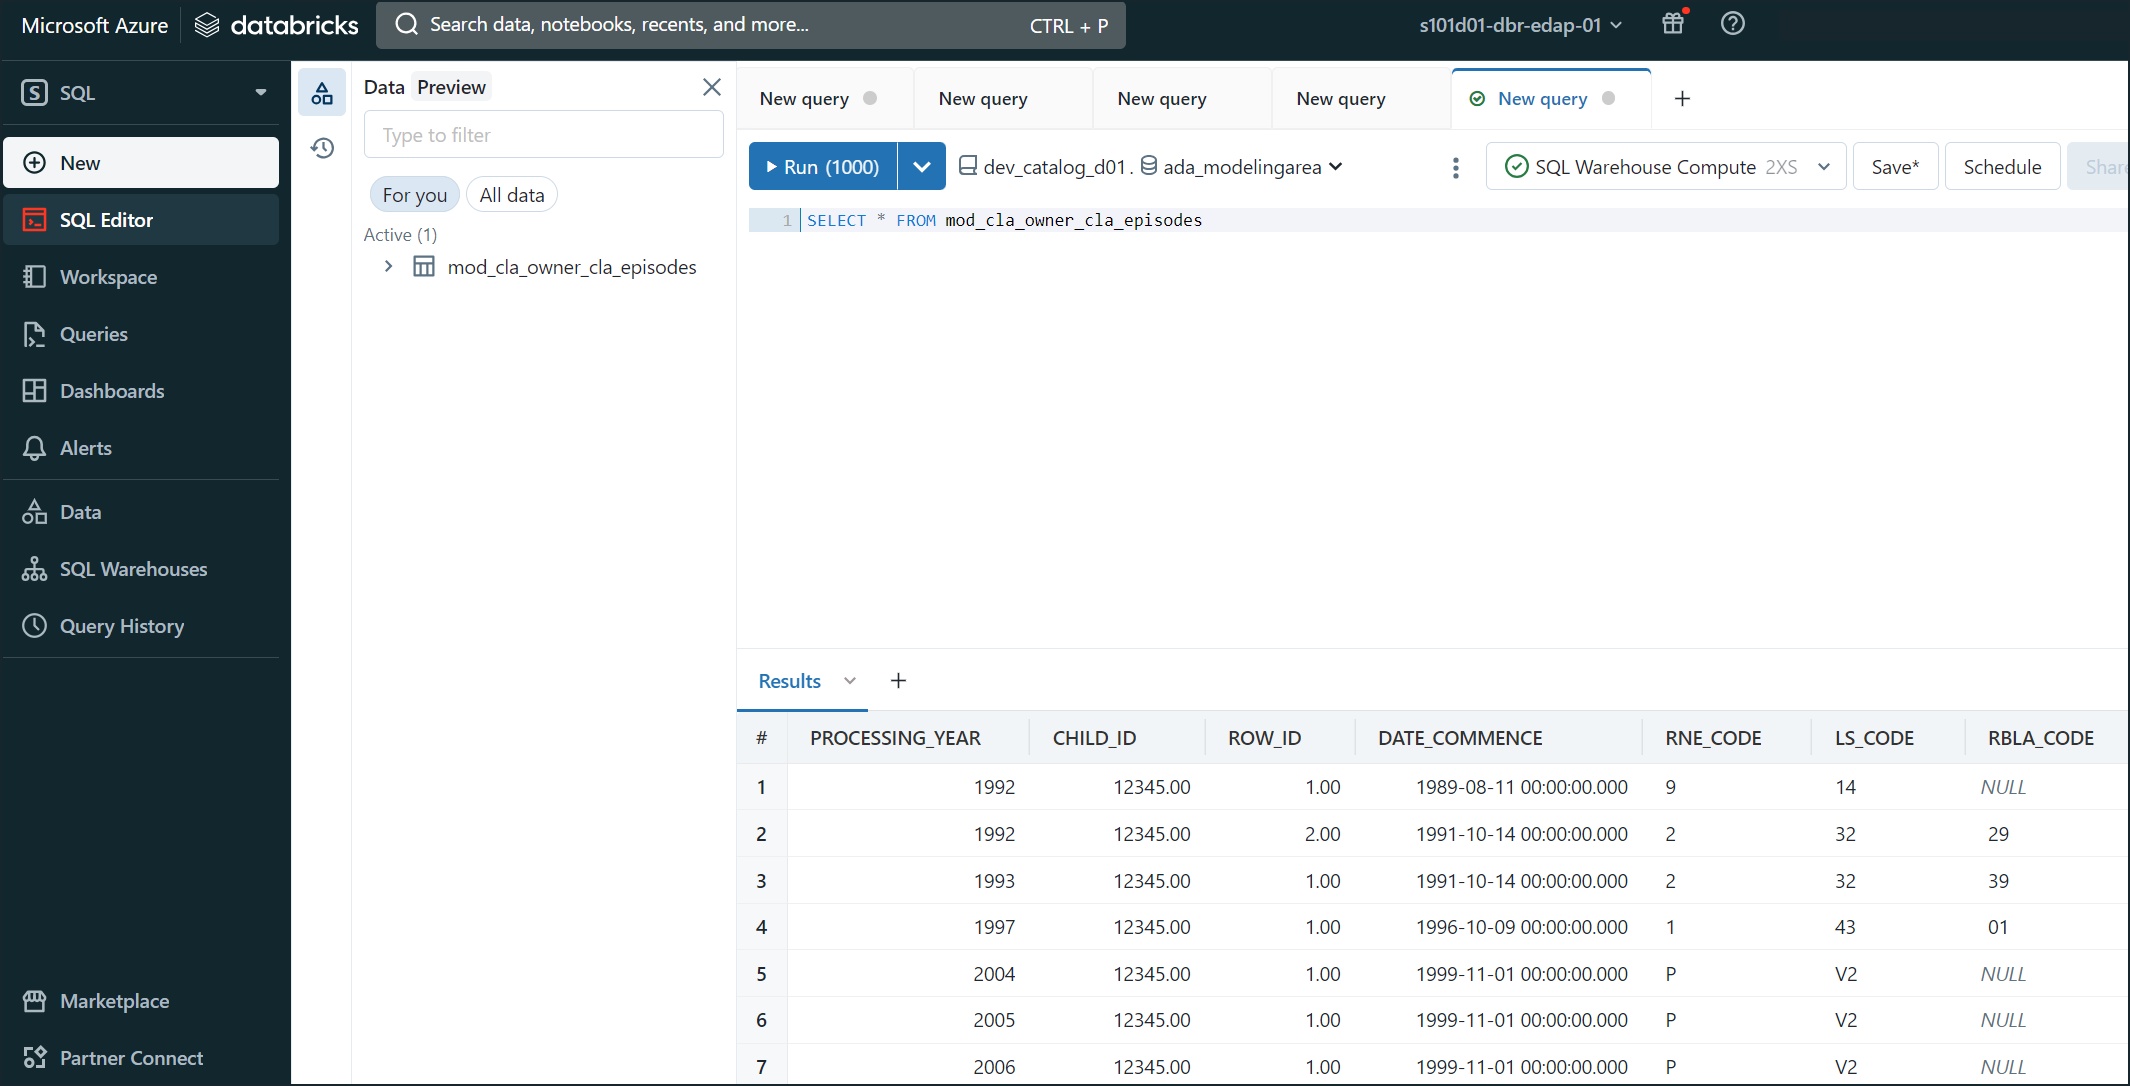 Microsoft Azure databricks Search data, notebooks, recents, and more... CTRL + P s101d01-dbr-edap-01
SQL
New
SQL Editor
Workspace
Queries
Dashboards
Alerts
Data
SQL Warehouses
Query History
Marketplace
Partner Connect
Data Preview
Type to filter
For you All data
Active (1)
mod_cla_owner_cla_episodes
New query New query New query New query New query
Run (1000) dev_catalog_d01. ada_modelingarea SQL Warehouse Compute 2XS Save* Schedule Share
1 SELECT * FROM mod_cla_owner_cla_episodes
Results
# PROCESSING_YEAR CHILD_ID ROW_ID DATE_COMMENCE RNE_CODE LS_CODE RBLA_CODE
1 1992 12345.00 1.00 1989-08-11 00:00:00.000 9 14 NULL
2 1992 12345.00 2.00 1991-10-14 00:00:00.000 2 32 29
3 1993 12345.00 1.00 1991-10-14 00:00:00.000 2 32 39
4 1997 12345.00 1.00 1996-10-09 00:00:00.000 1 43 01
5 2004 12345.00 1.00 1999-11-01 00:00:00.000 P V2 NULL
6 2005 12345.00 1.00 1999-11-01 00:00:00.000 P V2 NULL
7 2006 12345.00 1.00 1999-11-01 00:00:00.000 P V2 NULL